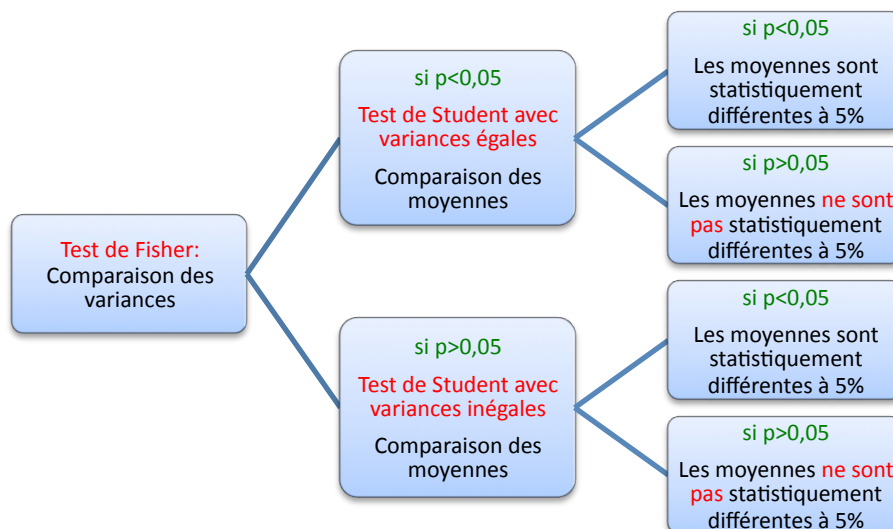 Test de Fisher:
Comparaison des
variances
si p<0,05
Test de Student avec
variances égales
Comparaison des
moyennes
si p<0,05
Les moyennes sont
statistiquement
différentes à 5%
si p>0,05
Les moyennes ne sont
pas statistiquement
différentes à 5%
si p>0,05
Test de Student avec
variances inégales
Comparaison des
moyennes
si p<0,05
Les moyennes sont
statistiquement
différentes à 5%
si p>0,05
Les moyennes ne sont
pas statistiquement
différentes à 5%